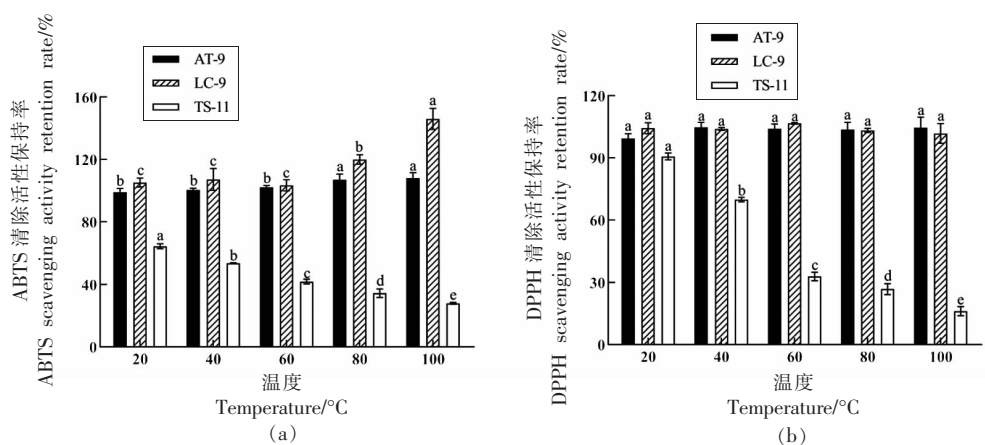 ABTS 清除活性保持率
ABTS scavenging activity retention rate/%
AT-9
LC-9
TS-11
160
120
80
40
0
b c a
b c b
b c c
a b d
a a e
20 40 60 80 100
温度
Temperature/°C
(a)
DPPH 清除活性保持率
DPPH scavenging activity retention rate/%
AT-9
LC-9
TS-11
120
90
60
30
0
a a a
a a b
a a c
a a d
a a e
20 40 60 80 100
温度
Temperature/°C
(b)